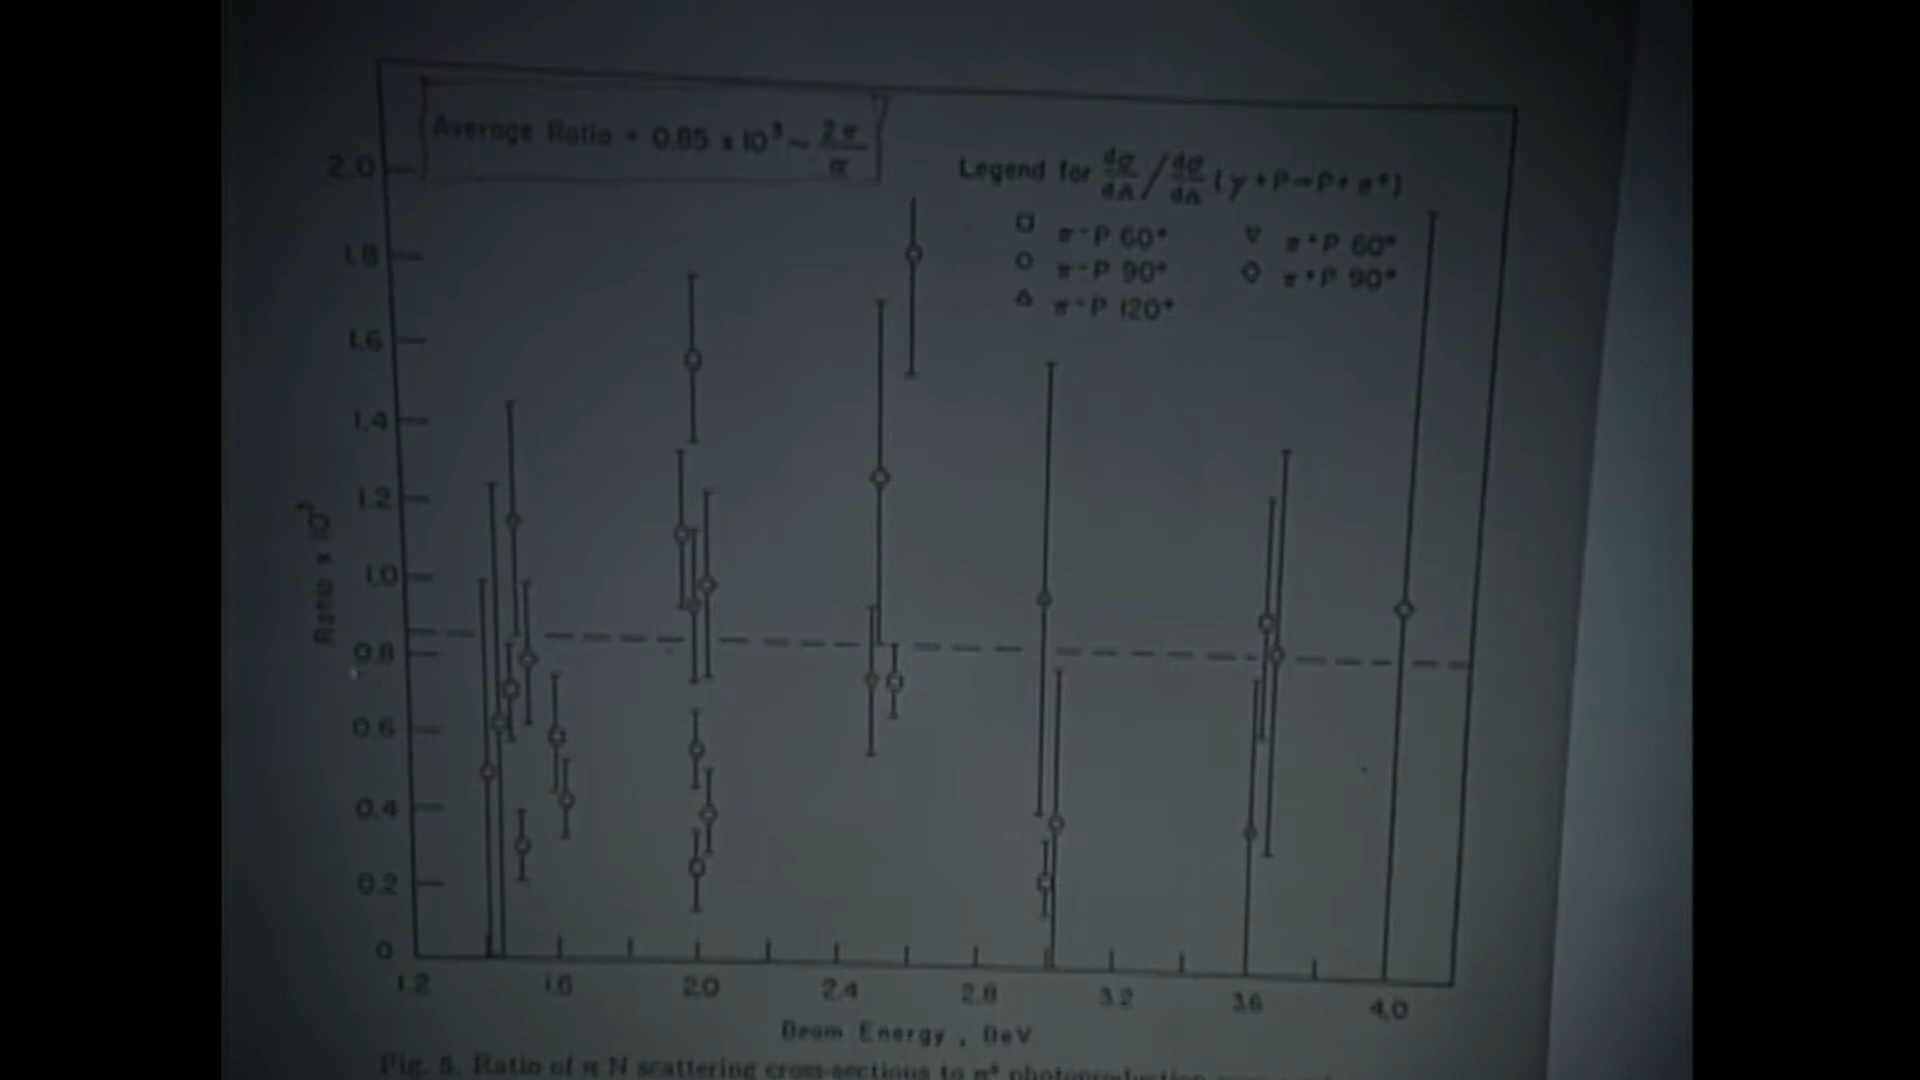 Average Ratio = 0.85 x 10³ ~ 2π/α
Legend for dσ/dΩ / dσ/dΩ (γ + P → P + π°)
□ π⁻P 60° ▽ π⁺P 60°
○ π⁻P 90° ◇ π⁺P 90°
△ π⁻P 120°
2.0
1.8
1.6
1.4
1.2
1.0
0.8
0.6
0.4
0.2
0
Ratio x 10³
1.2 1.6 2.0 2.4 2.8 3.2 3.6 4.0
Beam Energy, BeV
Fig. 5. Ratio of π N scattering cross-sections to π° photoproduction